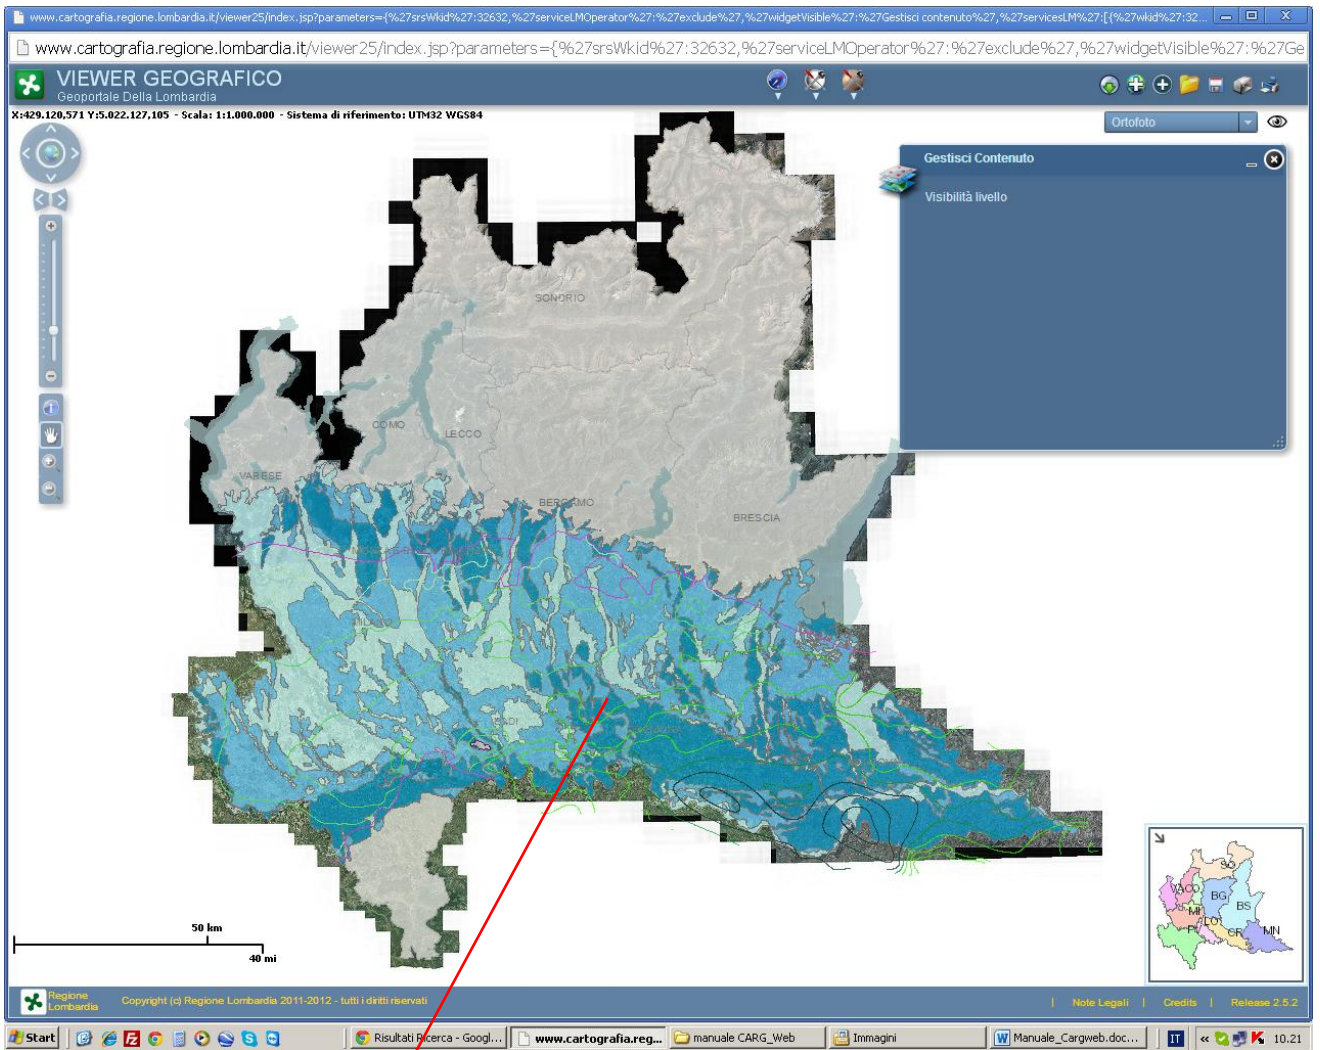 www.cartografia.regione.lombardia.it/viewer25/index.jsp?parameters={%27srsWkid%27:32632,%27serviceLMOperator%27:%27exclude%27,%27widgetVisible%27:%27Gestisci contenuto%27,%27servicesLM%27:[{%27wkid%27:32...
www.cartografia.regione.lombardia.it/viewer25/index.jsp?parameters={%27srsWkid%27:32632,%27serviceLMOperator%27:%27exclude%27,%27widgetVisible%27:%27Ge
VIEWER GEOGRAFICO
Geoportale Della Lombardia
X:429.120,571 Y:5.022.127,105 - Scala: 1:1.000.000 - Sistema di riferimento: UTM32 WGS84
Ortofoto
Gestisci Contenuto
Visibilità livello
SONDRIO
COMO
LECCO
VARESE
BERGAMO
BRESCIA
MILANO
LODI
50 km
40 mi
SO
VA CO
BG
BS
MI
LO
PV
CR
MN
Regione
Lombardia
Copyright (c) Regione Lombardia 2011-2012 - tutti i diritti riservati
| Note Legali | Credits | Release 2.5.2
Start
Risultati Ricerca - Googl...
www.cartografia.reg...
manuale CARG_Web
Immagini
Manuale_Cargweb.doc...
IT
« 10.21